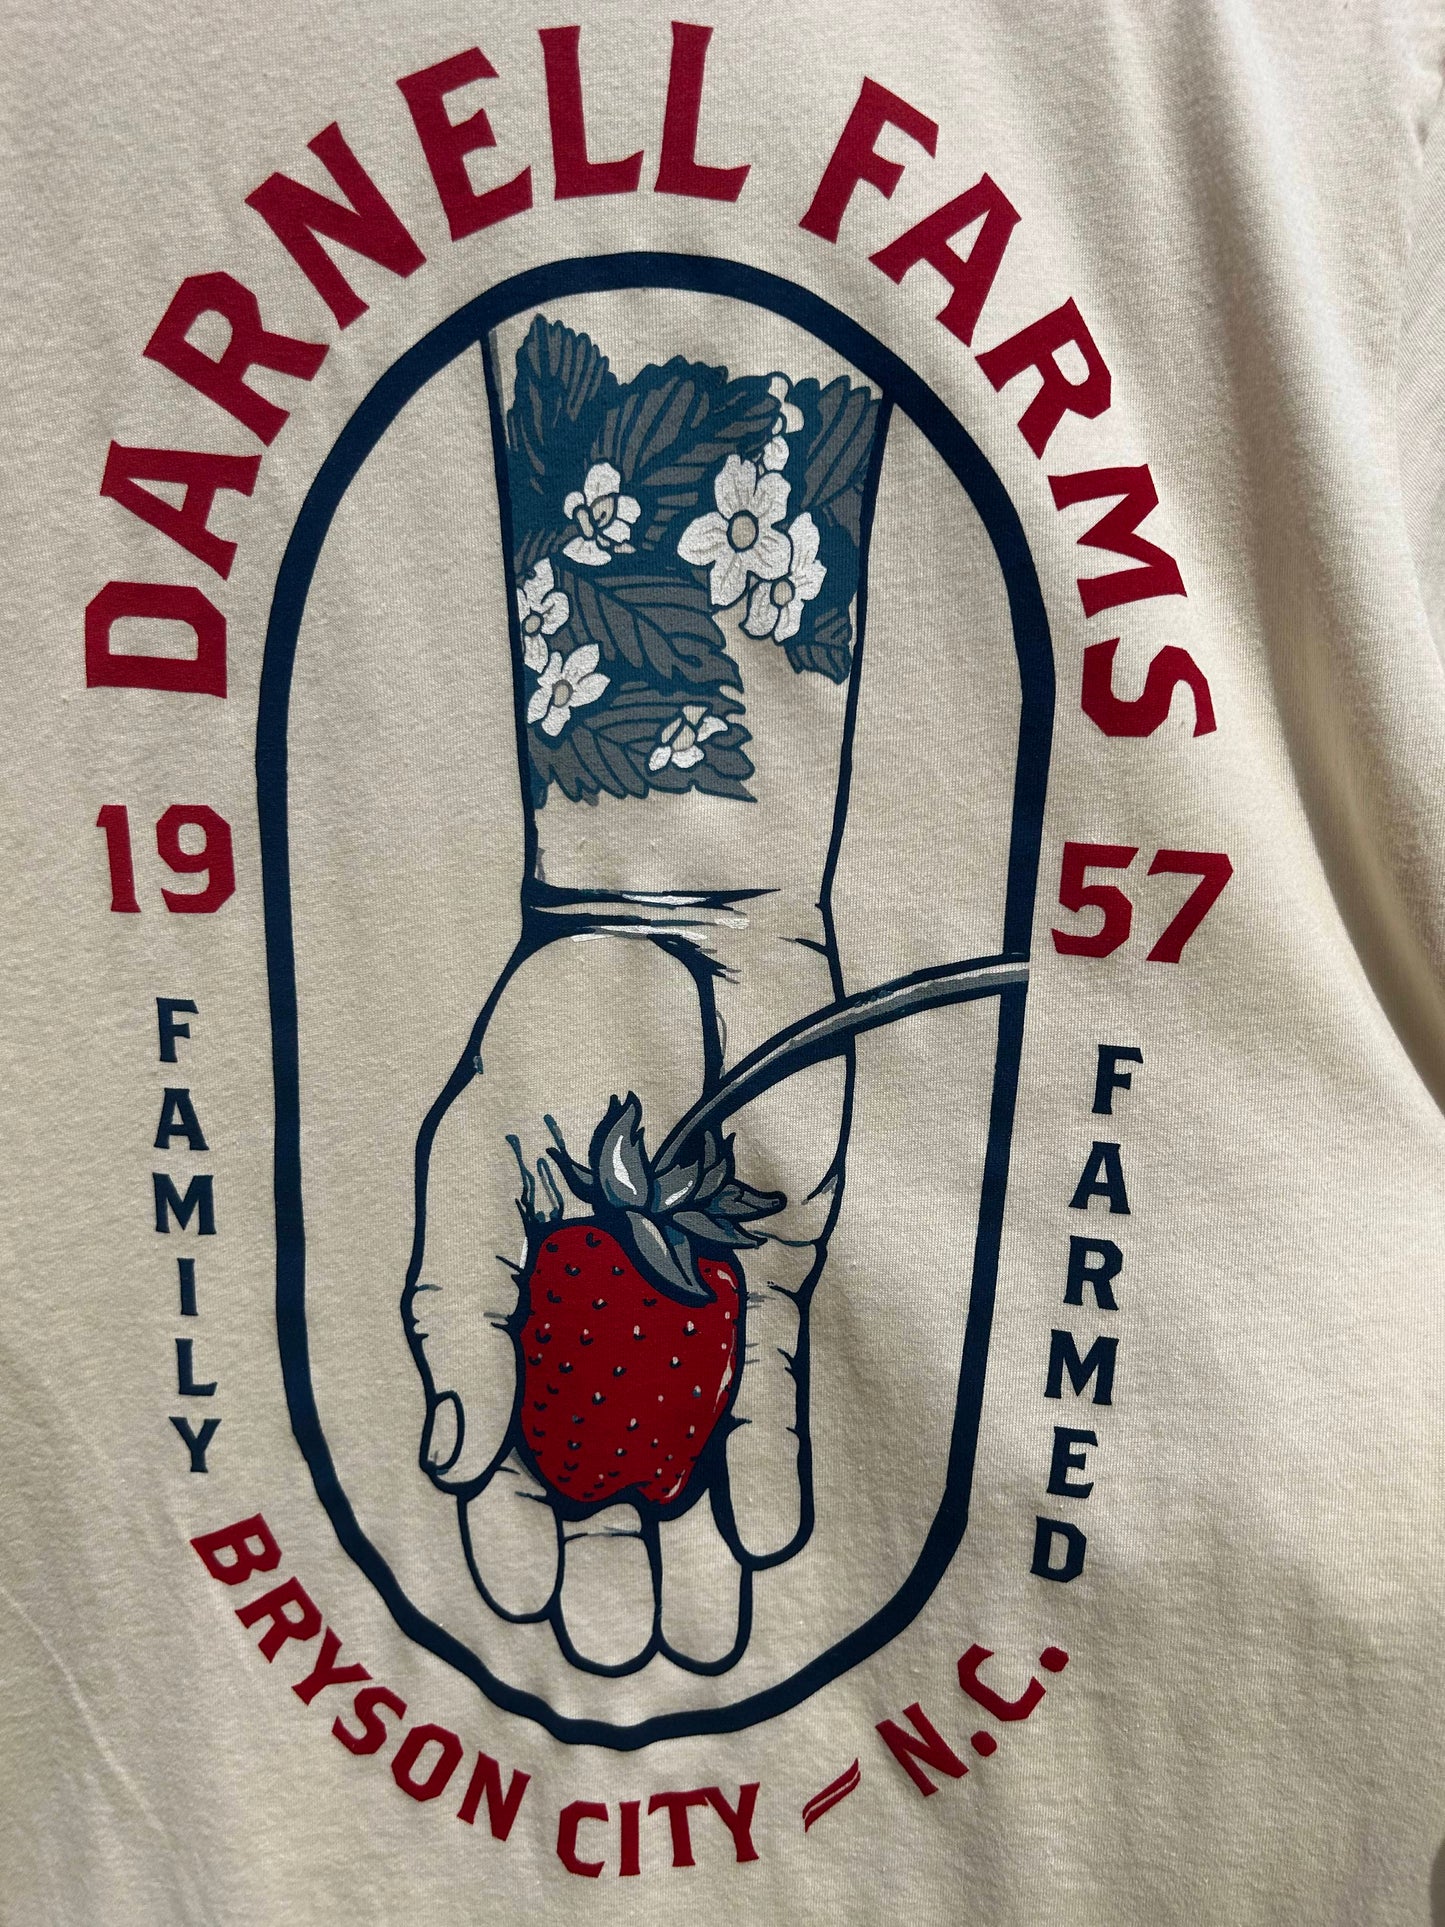 DARNELL FARMS
19 57
FAMILY
FARMED
BRYSON CITY = N.C.